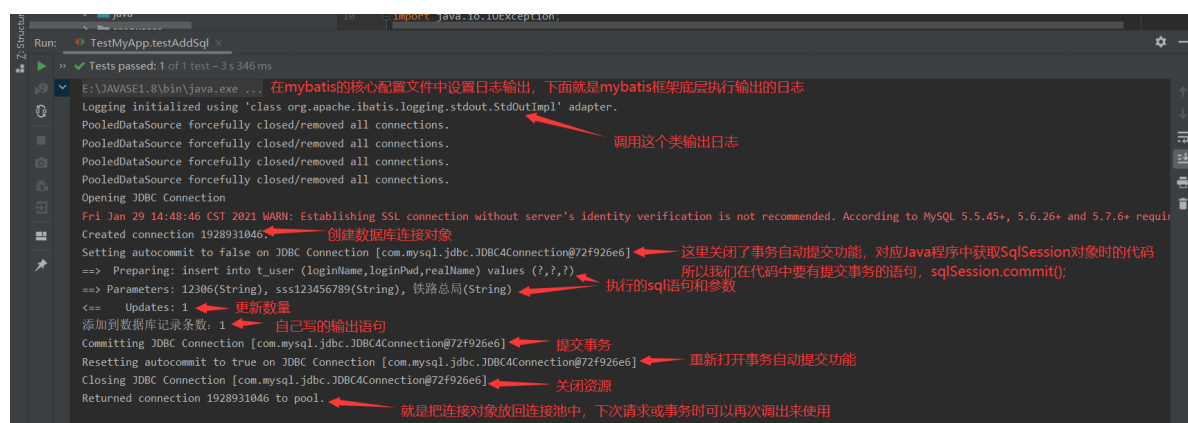 Z: Structur
java
resources
10 import java.io.IOException;
Run: TestMyApp.testAddSql ×
Tests passed: 1 of 1 test – 3 s 346 ms
E:\JAVASE1.8\bin\java.exe ... 在mybatis的核心配置文件中设置日志输出，下面就是mybatis框架底层执行输出的日志
Logging initialized using 'class org.apache.ibatis.logging.stdout.StdOutImpl' adapter.
PooledDataSource forcefully closed/removed all connections.
PooledDataSource forcefully closed/removed all connections. 调用这个类输出日志
PooledDataSource forcefully closed/removed all connections.
PooledDataSource forcefully closed/removed all connections.
Opening JDBC Connection
Fri Jan 29 14:48:46 CST 2021 WARN: Establishing SSL connection without server's identity verification is not recommended. According to MySQL 5.5.45+, 5.6.26+ and 5.7.6+ requir
Created connection 1928931046. 创建数据库连接对象
Setting autocommit to false on JDBC Connection [com.mysql.jdbc.JDBC4Connection@72f926e6] 这里关闭了事务自动提交功能，对应Java程序中获取SqlSession对象时的代码
==> Preparing: insert into t_user (loginName,loginPwd,realName) values (?,?,?) 所以我们在代码中要有提交事务的语句，sqlSession.commit();
==> Parameters: 12306(String), sss123456789(String), 铁路总局(String) 执行的sql语句和参数
<== Updates: 1 更新数量
添加到数据库记录条数：1 自己写的输出语句
Committing JDBC Connection [com.mysql.jdbc.JDBC4Connection@72f926e6] 提交事务
Resetting autocommit to true on JDBC Connection [com.mysql.jdbc.JDBC4Connection@72f926e6] 重新打开事务自动提交功能
Closing JDBC Connection [com.mysql.jdbc.JDBC4Connection@72f926e6] 关闭资源
Returned connection 1928931046 to pool. 就是把连接对象放回连接池中，下次请求或事务时可以再次调出来使用